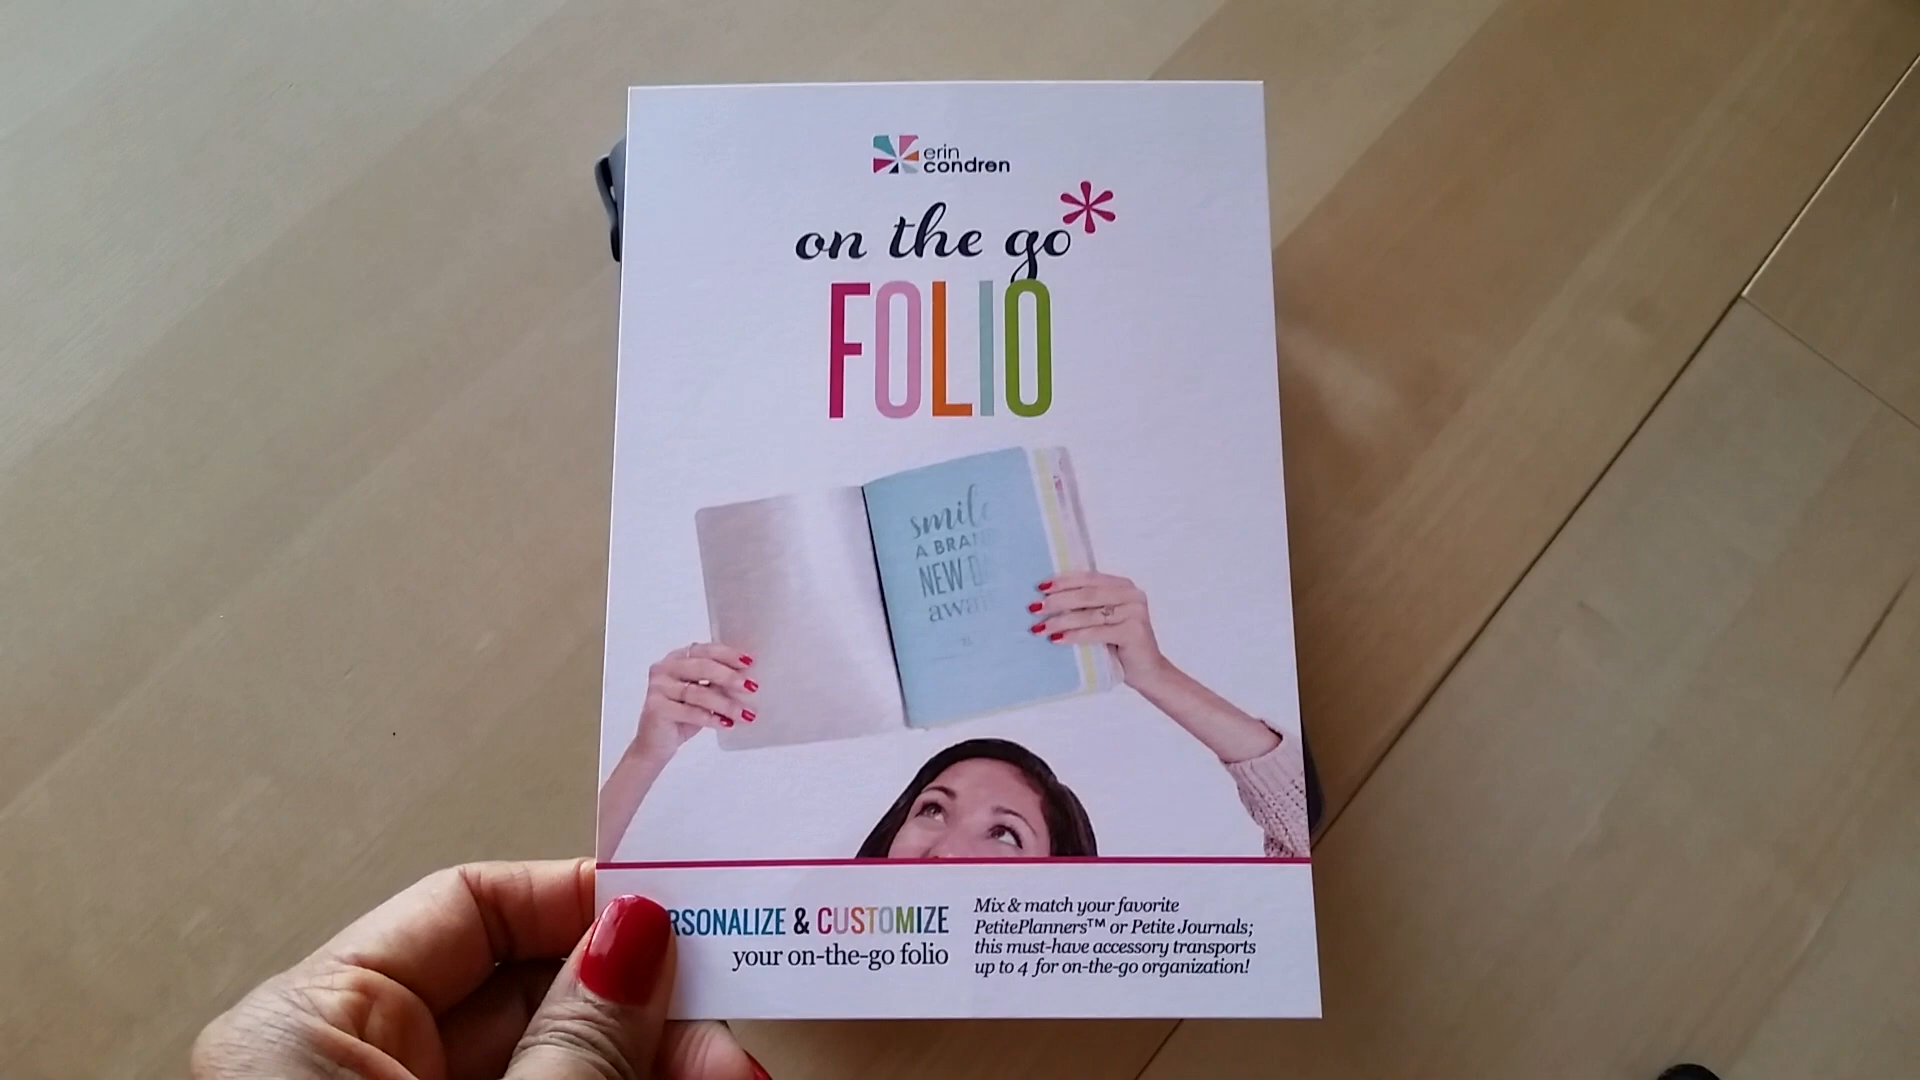 erin
condren
on the go*
FOLIO
smile
A
NEW
RSONALIZE & CUSTOMIZE
your on-the-go folio
Mix & match your favorite
PetitePlanners™ or Petite Journals;
this must-have accessory transports
up to 4 for on-the-go organization!